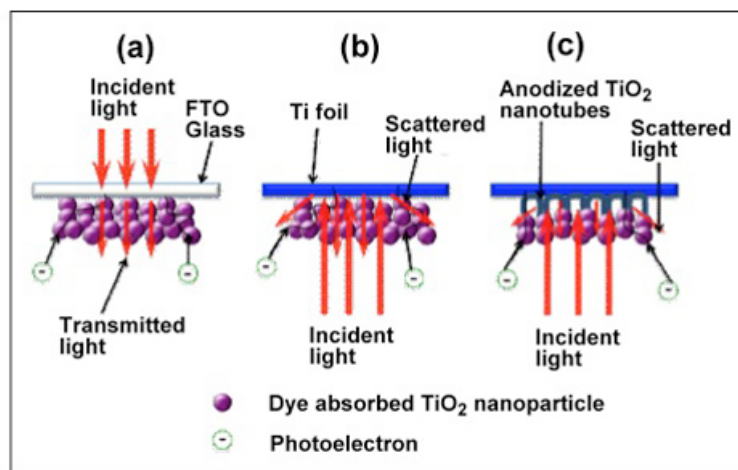 (a)
Incident
light
FTO
Glass
Transmitted
light
(b)
Ti foil
Scattered
light
Incident
light
(c)
Anodized TiO₂
nanotubes
Scattered
light
Incident
light
Dye absorbed TiO₂ nanoparticle
Photoelectron